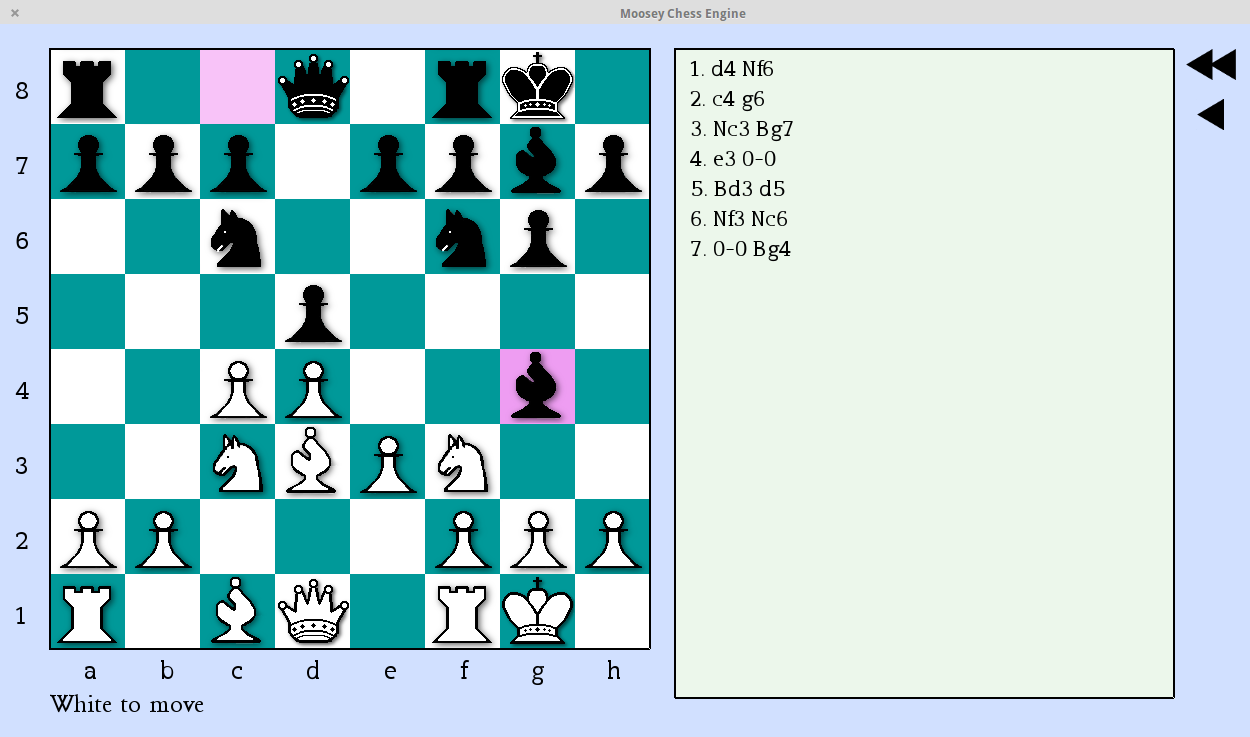 Moosey Chess Engine
1. d4 Nf6
2. c4 g6
3. Nc3 Bg7
4. e3 0-0
5. Bd3 d5
6. Nf3 Nc6
7. 0-0 Bg4
8
7
6
5
4
3
2
1
a b c d e f g h
White to move